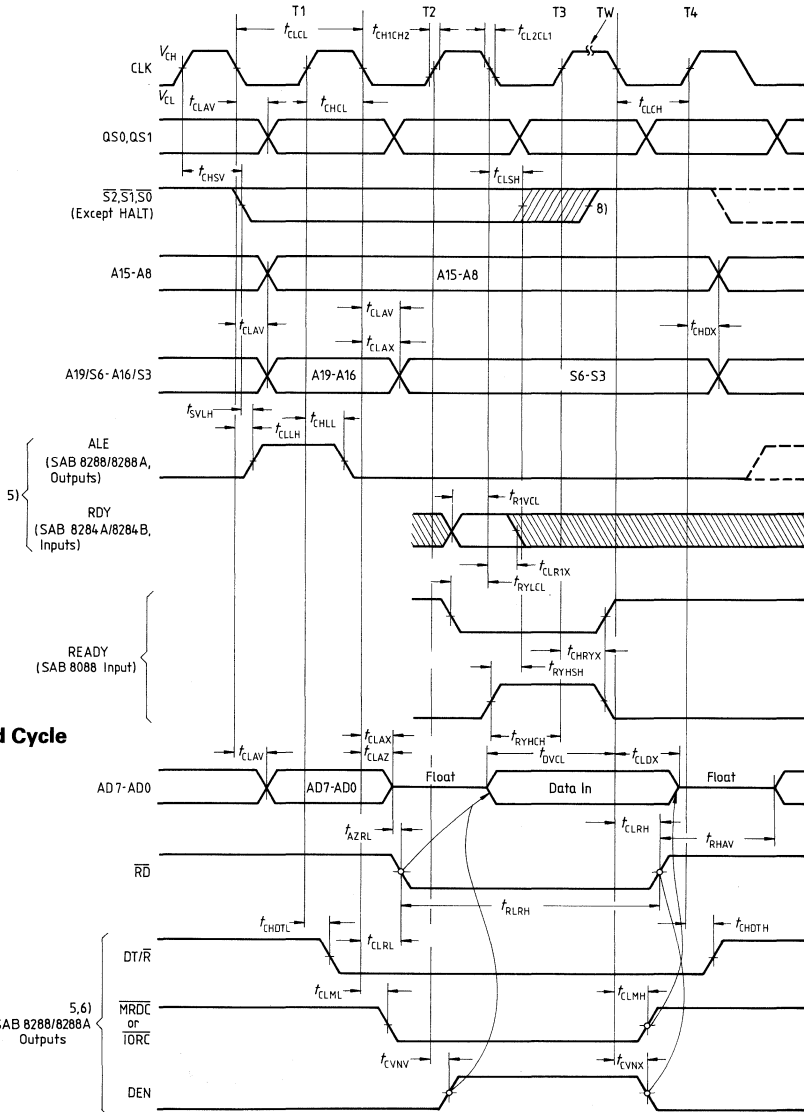 T1 T2 T3 TW T4
tCLCL tCH1CH2 tCL2CL1
VCH
CLK
VCL
tCLAV tCHCL tCLCH
QS0,QS1
tCHSV tCLSH
S2,S1,S0
(Except HALT)
8)
A15-A8 A15-A8
tCLAV
tCLAV tCLAX tCHDX
A19/S6-A16/S3 A19-A16 S6-S3
tSVLH tCLLH tCHLL
ALE
(SAB 8288/8288A,
Outputs)
5)
RDY
(SAB 8284A/8284B,
Inputs)
tR1VCL
tCLR1X
tRYLCL
READY
(SAB 8088 Input)
tCHRYX
tRYHSH
tRYHCH
d Cycle
tCLAV tCLAX tCLAZ tDVCL tCLDX
AD7-AD0 AD7-AD0 Float Data In Float
tAZRL tCLRH tRHAV
RD
tRLRH
tCHDTL tCLRL tCHDTH
DT/R
tCLML tCLMH
5,6)
SAB 8288/8288A
Outputs
MRDC
or
IORC
tCVNV tCVNX
DEN